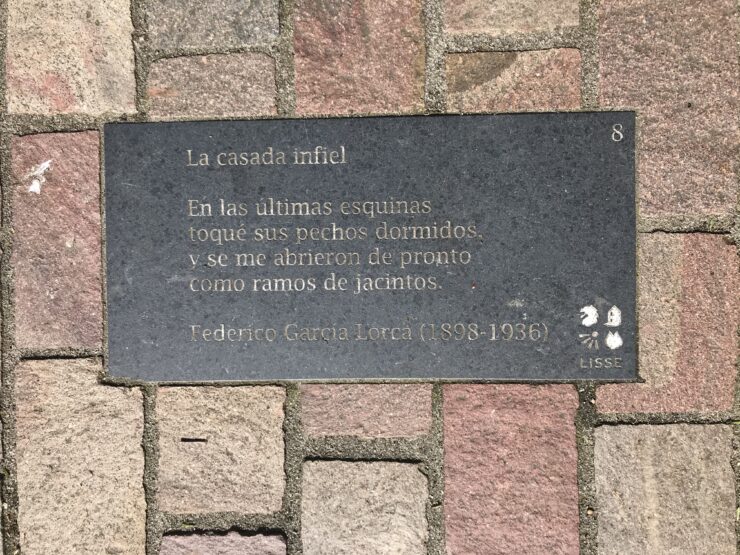 8
La casada infiel
En las últimas esquinas
toqué sus pechos dormidos,
y se me abrieron de pronto
como ramos de jacintos.
Federico García Lorca (1898-1936)
LISSE